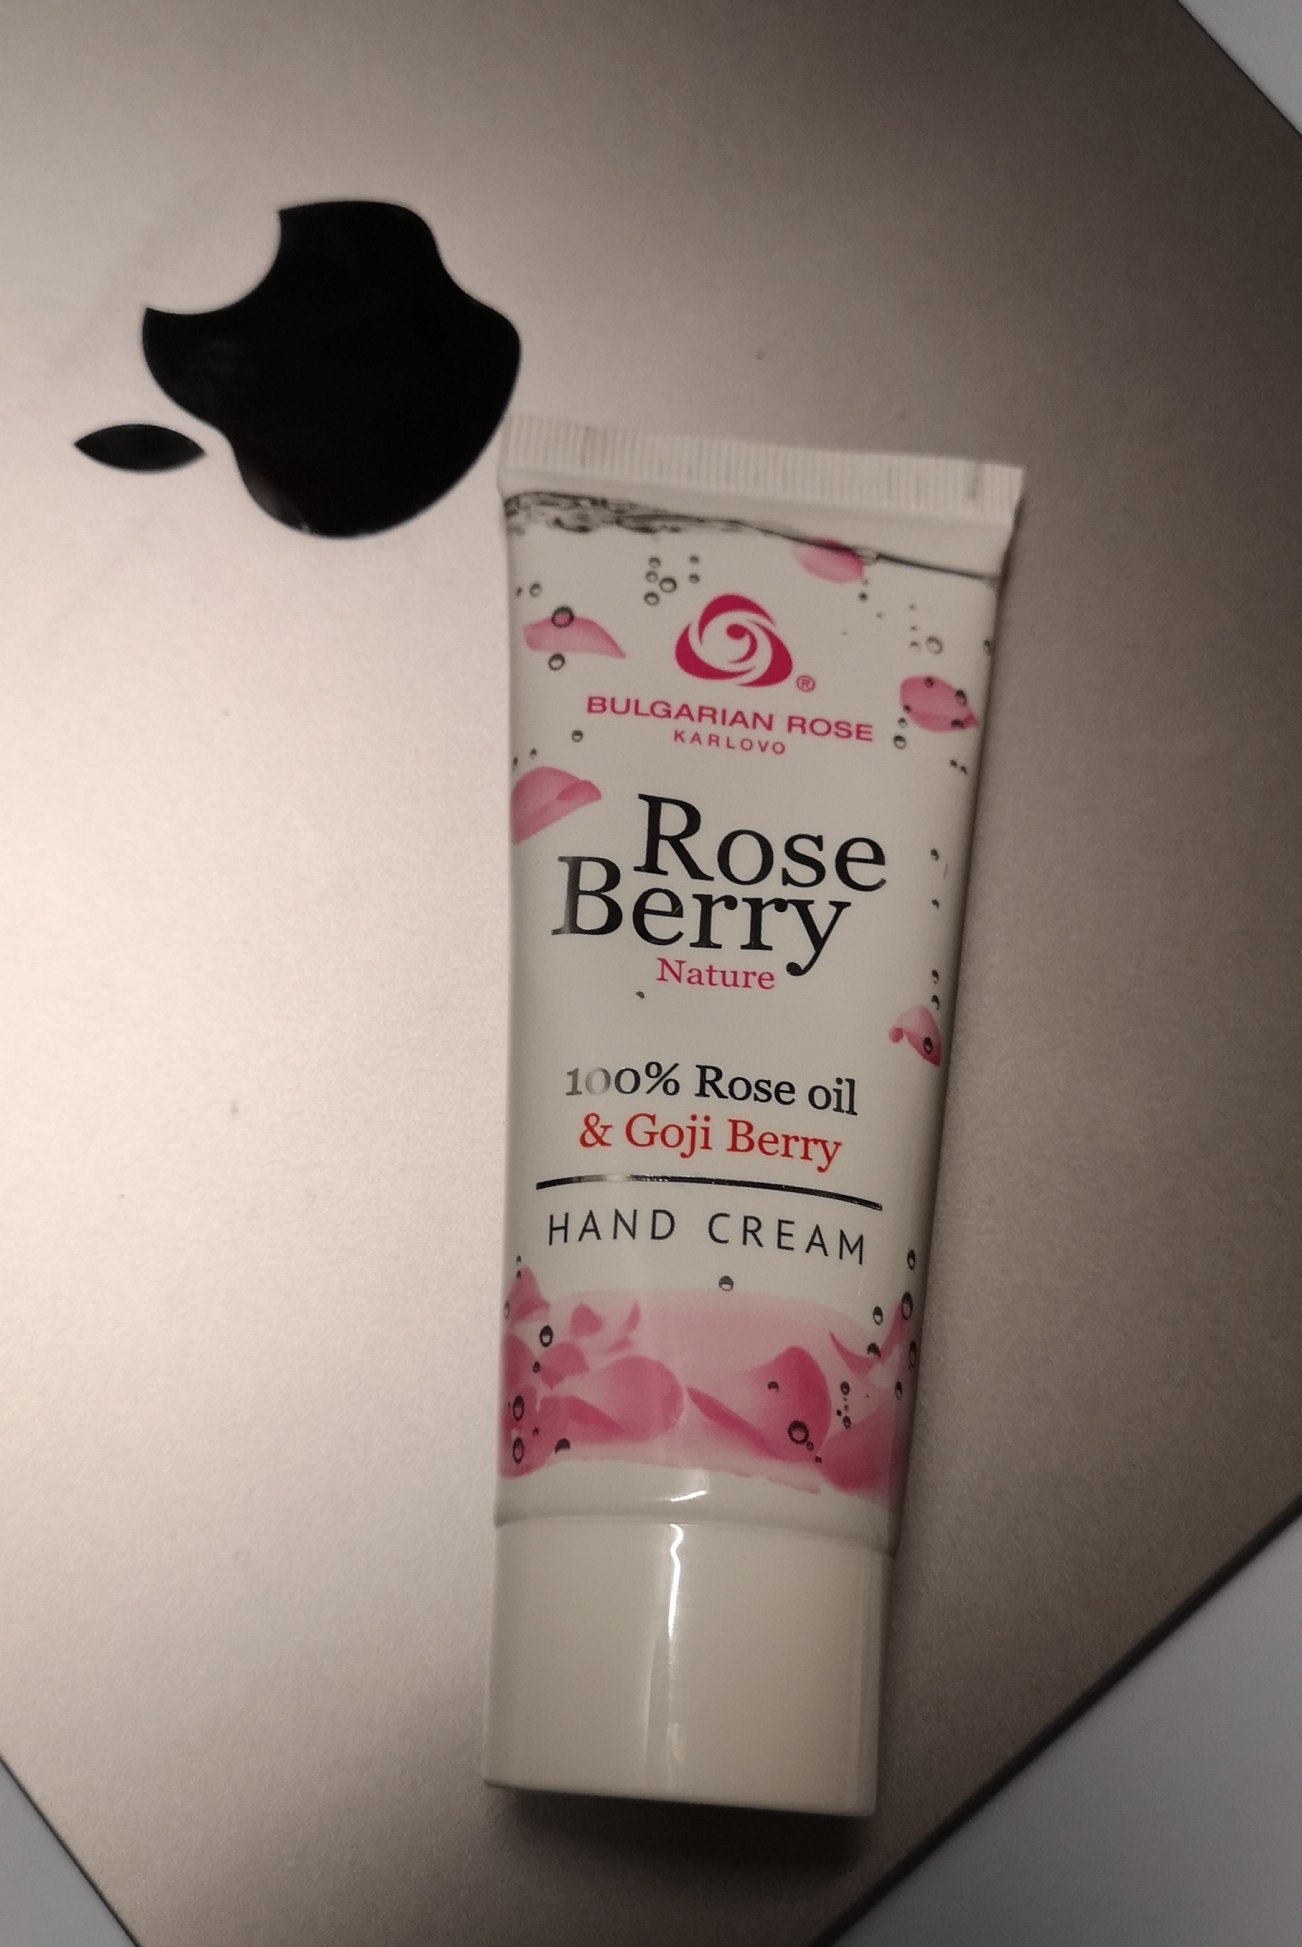 ®
BULGARIAN ROSE
KARLOVO
Rose
Berry
Nature
100% Rose oil
& Goji Berry
HAND CREAM